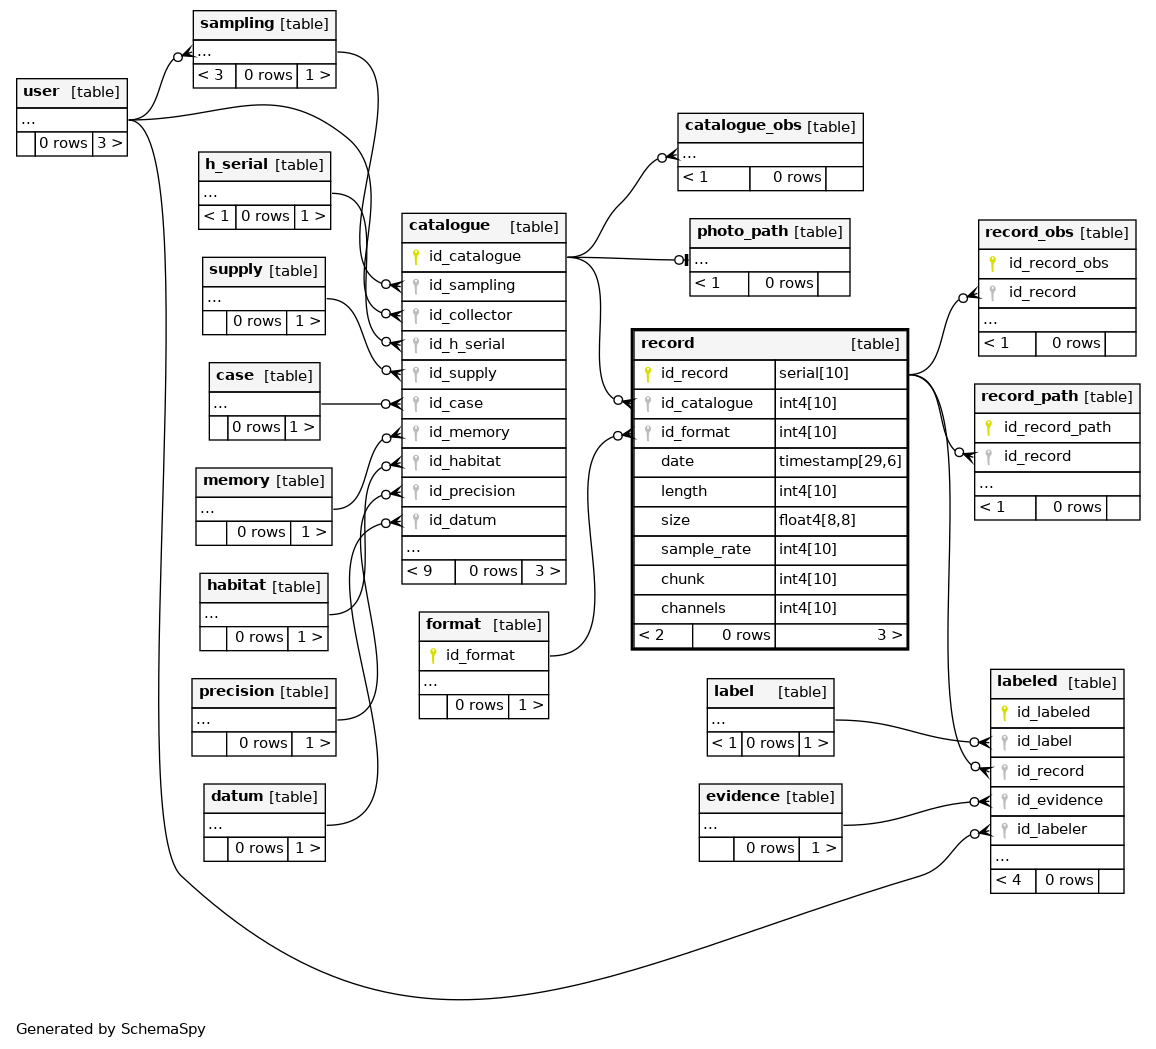 sampling [table]
...
< 3 0 rows 1 >
user [table]
...
0 rows 3 >
h_serial [table]
...
< 1 0 rows 1 >
supply [table]
...
0 rows 1 >
case [table]
...
0 rows 1 >
memory [table]
...
0 rows 1 >
habitat [table]
...
0 rows 1 >
precision [table]
...
0 rows 1 >
datum [table]
...
0 rows 1 >
catalogue [table]
id_catalogue
id_sampling
id_collector
id_h_serial
id_supply
id_case
id_memory
id_habitat
id_precision
id_datum
...
< 9 0 rows 3 >
format [table]
id_format
...
0 rows 1 >
catalogue_obs [table]
...
< 1 0 rows
photo_path [table]
...
< 1 0 rows
record [table]
id_record serial[10]
id_catalogue int4[10]
id_format int4[10]
date timestamp[29,6]
length int4[10]
size float4[8,8]
sample_rate int4[10]
chunk int4[10]
channels int4[10]
< 2 0 rows 3 >
label [table]
...
< 1 0 rows 1 >
evidence [table]
...
0 rows 1 >
record_obs [table]
id_record_obs
id_record
...
< 1 0 rows
record_path [table]
id_record_path
id_record
...
< 1 0 rows
labeled [table]
id_labeled
id_label
id_record
id_evidence
id_labeler
...
< 4 0 rows
Generated by SchemaSpy